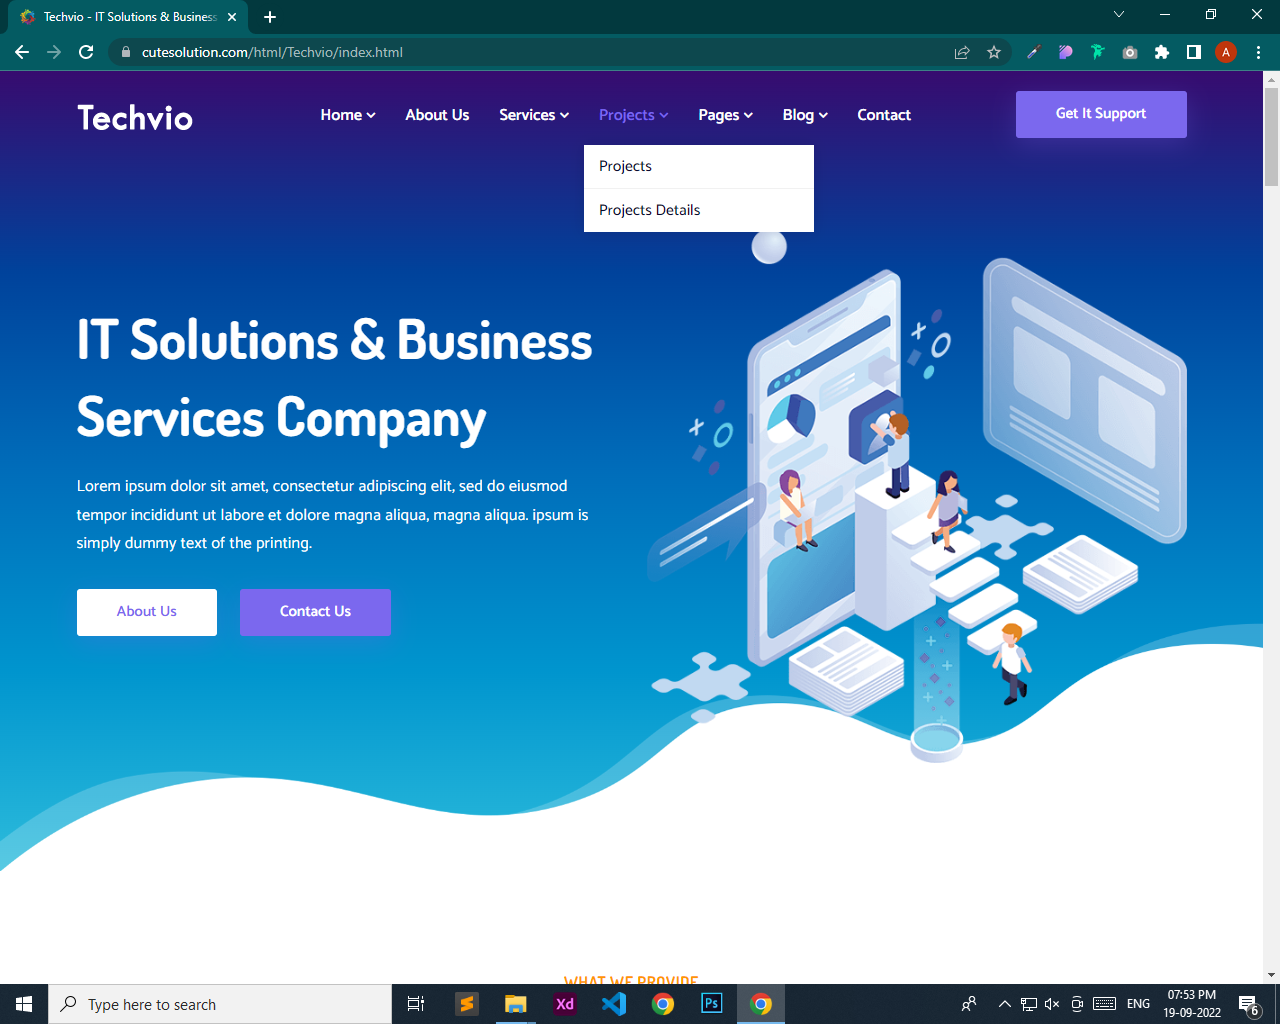 Techvio - IT Solutions & Business
cutesolution.com/html/Techvio/index.html
A
Techvio
Home
About Us
Services
Projects
Pages
Blog
Contact
Get It Support
Projects
Projects Details
IT Solutions & Business
Services Company
Lorem ipsum dolor sit amet, consectetur adipiscing elit, sed do eiusmod
tempor incididunt ut labore et dolore magna aliqua, magna aliqua. ipsum is
simply dummy text of the printing.
About Us
Contact Us
WHAT WE PROVIDE
Type here to search
Xd
Ps
ENG
07:53 PM
19-09-2022
6